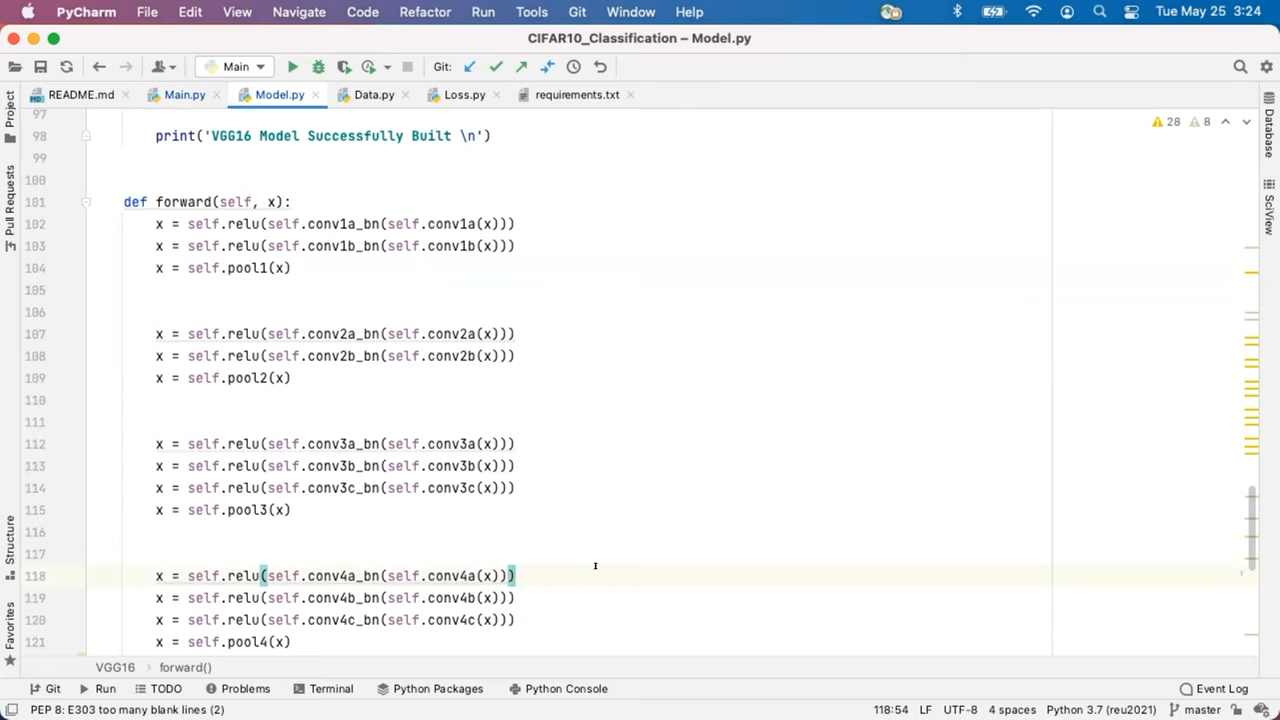 PyCharm File Edit View Navigate Code Refactor Run Tools Git Window Help Tue May 25 3:24
CIFAR10_Classification – Model.py
Main Git:
README.md Main.py Model.py Data.py Loss.py requirements.txt
Project
Pull Requests
Structure
Favorites
Database
SciView
28 8
97
98 print('VGG16 Model Successfully Built \n')
99
100
101 def forward(self, x):
102 x = self.relu(self.conv1a_bn(self.conv1a(x)))
103 x = self.relu(self.conv1b_bn(self.conv1b(x)))
104 x = self.pool1(x)
105
106
107 x = self.relu(self.conv2a_bn(self.conv2a(x)))
108 x = self.relu(self.conv2b_bn(self.conv2b(x)))
109 x = self.pool2(x)
110
111
112 x = self.relu(self.conv3a_bn(self.conv3a(x)))
113 x = self.relu(self.conv3b_bn(self.conv3b(x)))
114 x = self.relu(self.conv3c_bn(self.conv3c(x)))
115 x = self.pool3(x)
116
117
118 x = self.relu(self.conv4a_bn(self.conv4a(x)))
119 x = self.relu(self.conv4b_bn(self.conv4b(x)))
120 x = self.relu(self.conv4c_bn(self.conv4c(x)))
121 x = self.pool4(x)
VGG16 › forward()
Git Run TODO Problems Terminal Python Packages Python Console Event Log
PEP 8: E303 too many blank lines (2) 118:54 LF UTF-8 4 spaces Python 3.7 (reu2021) master